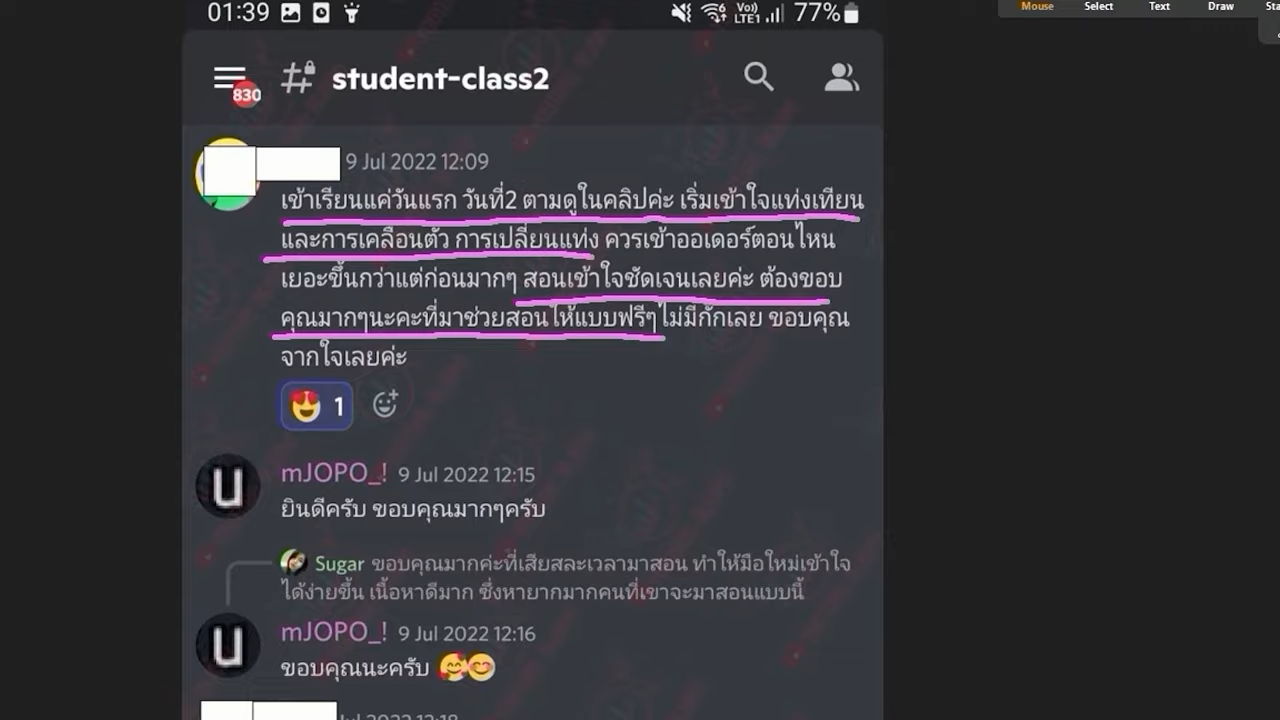 Mouse Select Text Draw
01:39 Vo) LTE1 77%
830 student-class2
9 Jul 2022 12:09
เข้าเรียนแค่วันแรก วันที่2 ตามดูในคลิปค่ะ เริ่มเข้าใจแท่งเทียน
และการเคลื่อนตัว การเปลี่ยนแท่ง ควรเข้าออเดอร์ตอนไหน
เยอะขึ้นกว่าแต่ก่อนมากๆ สอนเข้าใจชัดเจนเลยค่ะ ต้องขอบ
คุณมากๆนะคะที่มาช่วยสอนให้แบบฟรีๆไม่มีกักเลย ขอบคุณ
จากใจเลยค่ะ
1
mJOPO_! 9 Jul 2022 12:15
ยินดีครับ ขอบคุณมากๆครับ
Sugar ขอบคุณมากค่ะที่เสียสละเวลามาสอน ทำให้มือใหม่เข้าใจ
ได้ง่ายขึ้น เนื้อหาดีมาก ซึ่งหายากมากคนที่เขาจะมาสอนแบบนี้
mJOPO_! 9 Jul 2022 12:16
ขอบคุณนะครับ